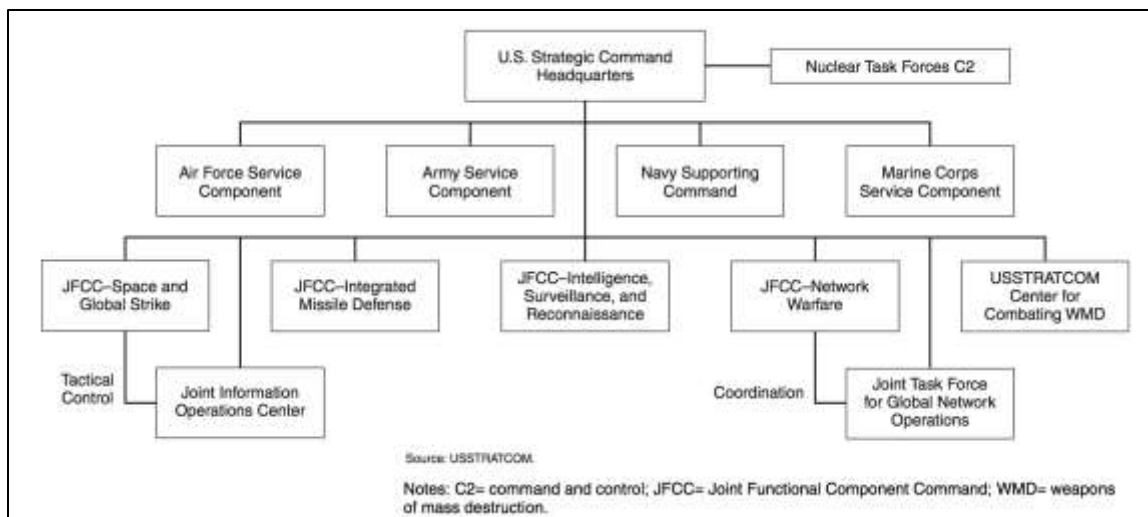 U.S. Strategic Command
Headquarters
Nuclear Task Forces C2
Air Force Service
Component
Army Service
Component
Navy Supporting
Command
Marine Corps
Service Component
JFCC–Space and
Global Strike
JFCC–Integrated
Missile Defense
JFCC–Intelligence,
Surveillance, and
Reconnaissance
JFCC–Network
Warfare
USSTRATCOM
Center for
Combating WMD
Tactical
Control
Joint Information
Operations Center
Coordination
Joint Task Force
for Global Network
Operations
Source: USSTRATCOM.
Notes: C2= command and control; JFCC= Joint Functional Component Command; WMD= weapons
of mass destruction.